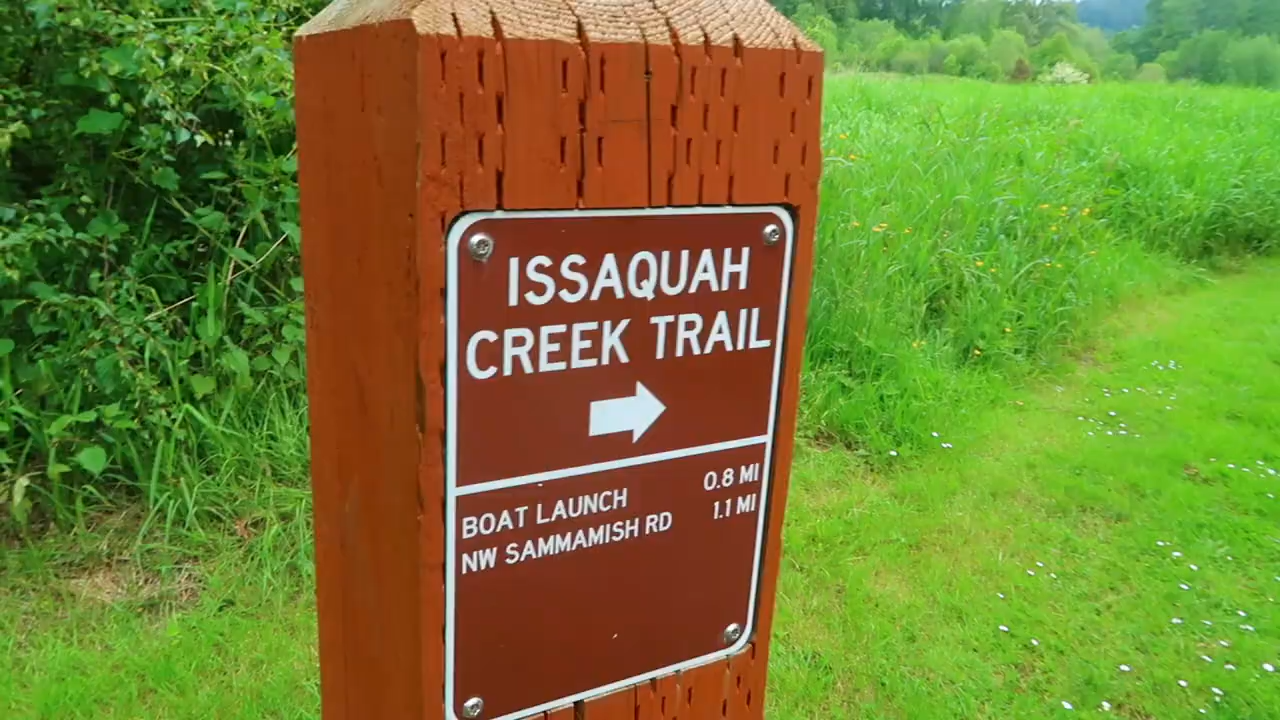 ISSAQUAH
CREEK TRAIL
BOAT LAUNCH 0.8 MI
NW SAMMAMISH RD 1.1 MI